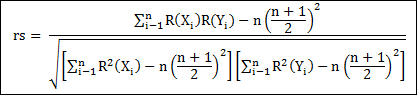 rs = \frac{\sum_{i-1}^{n} R(X_i)R(Y_i) - n\left(\frac{n+1}{2}\right)^2}{\sqrt{\left[\sum_{i-1}^{n} R^2(X_i) - n\left(\frac{n+1}{2}\right)^2\right]\left[\sum_{i-1}^{n} R^2(Y_i) - n\left(\frac{n+1}{2}\right)^2\right]}}